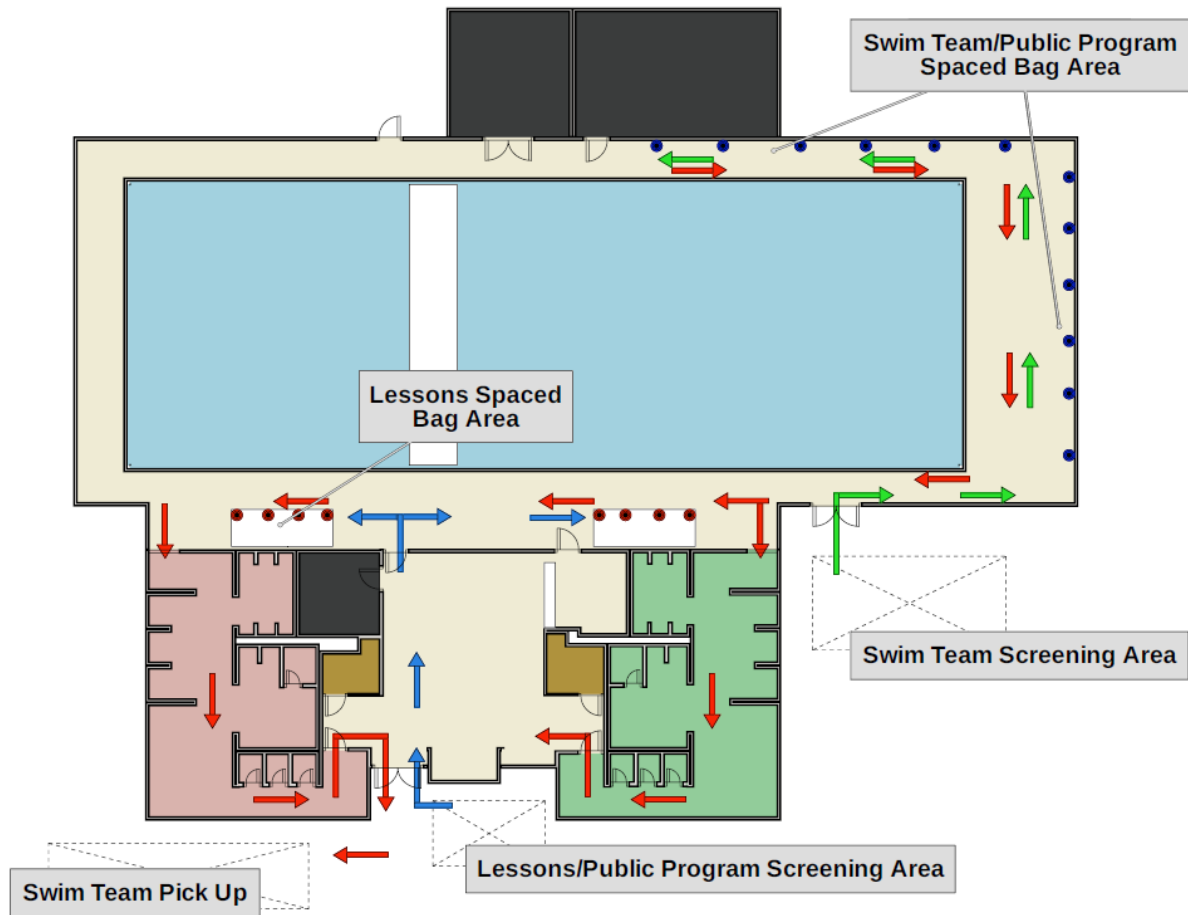 Swim Team/Public Program
Spaced Bag Area
Lessons Spaced
Bag Area
Swim Team Screening Area
Lessons/Public Program Screening Area
Swim Team Pick Up